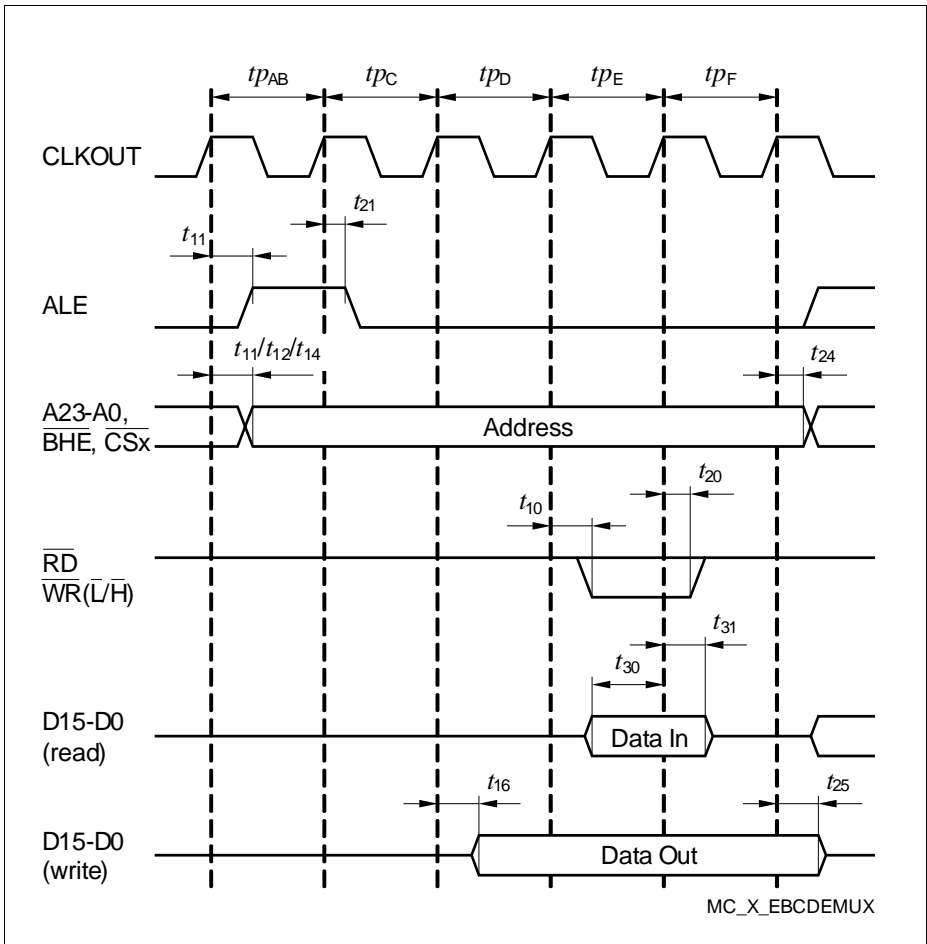 tpAB tpC tpD tpE tpF
CLKOUT
t21
t11
ALE
t11/t12/t14
t24
A23-A0,
BHE, CSx
Address
t20
t10
RD
WR(L/H)
t31
t30
D15-D0
(read)
Data In
t16
t25
D15-D0
(write)
Data Out
MC_X_EBCDEMUX